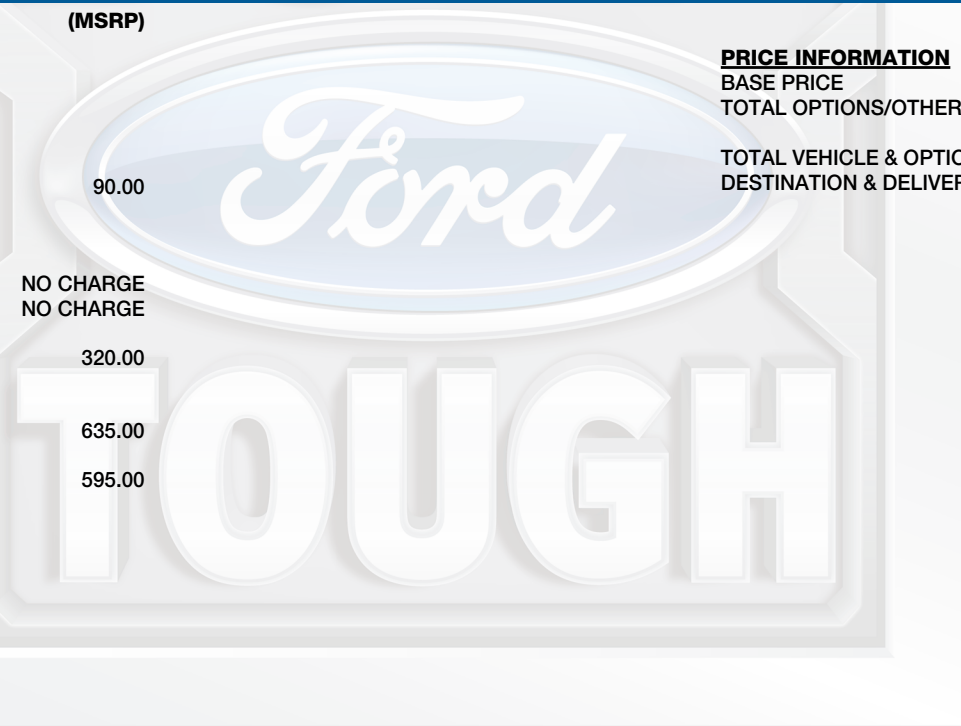 (MSRP)
90.00
NO CHARGE
NO CHARGE
320.00
635.00
595.00
PRICE INFORMATION
BASE PRICE
TOTAL OPTIONS/OTHER
TOTAL VEHICLE & OPTIO
DESTINATION & DELIVER
Ford
TOUGH